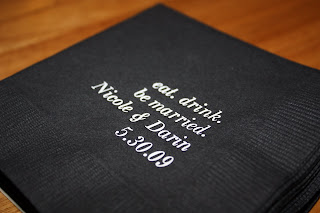 eat. drink.
be married.
Nicole & Darin
5.30.09